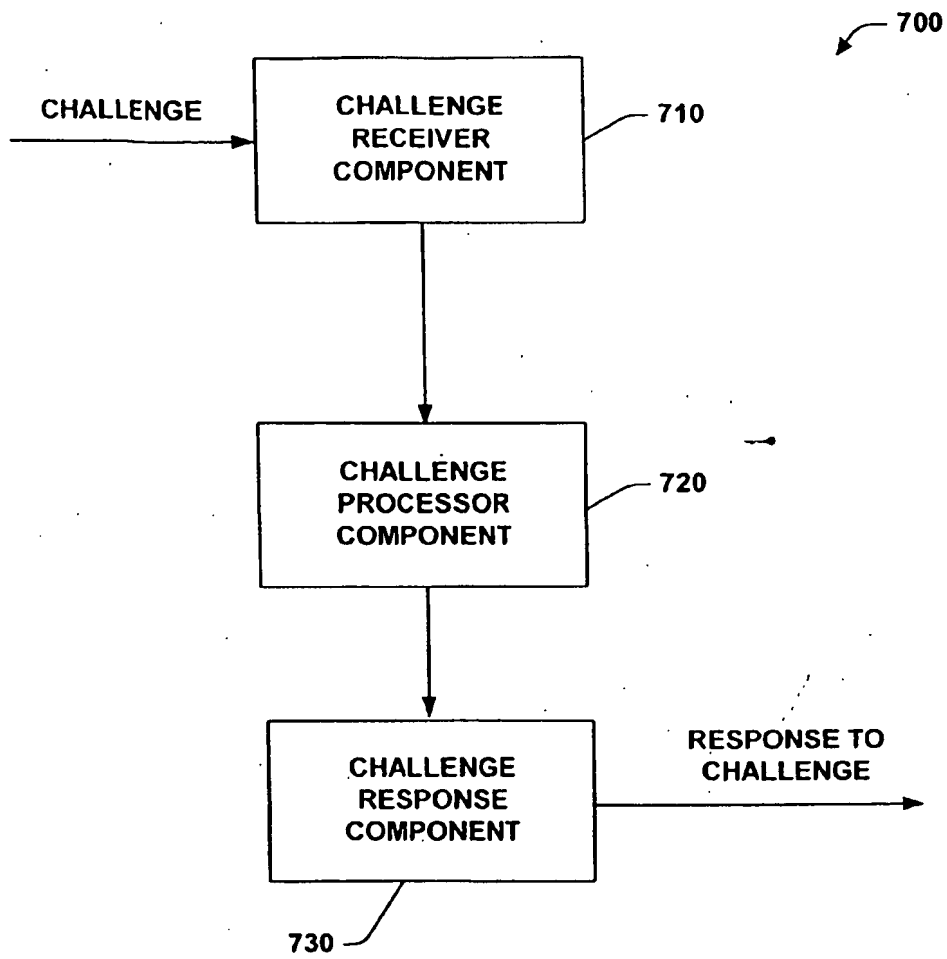 700
CHALLENGE
CHALLENGE
RECEIVER
COMPONENT
710
CHALLENGE
PROCESSOR
COMPONENT
720
CHALLENGE
RESPONSE
COMPONENT
RESPONSE TO
CHALLENGE
730